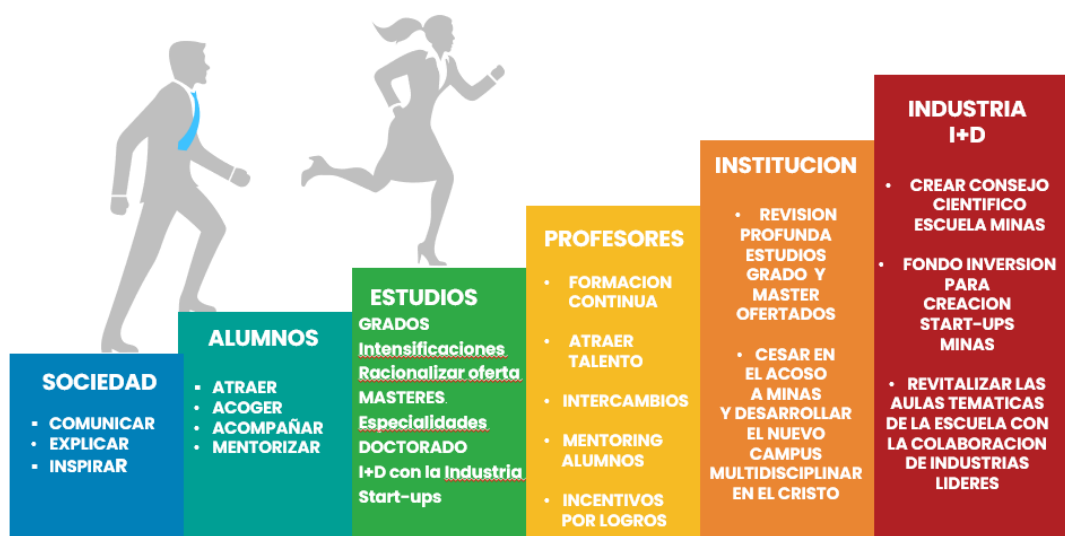 SOCIEDAD
▪ COMUNICAR
• EXPLICAR
▪ INSPIRAR
ALUMNOS
▪ ATRAER
• ACOGER
• ACOMPAÑAR
• MENTORIZAR
ESTUDIOS
GRADOS
Intensificaciones
Racionalizar oferta
MASTERES
Especialidades
DOCTORADO
I+D con la Industria
Start-ups
PROFESORES
• FORMACION
CONTINUA
• ATRAER
TALENTO
• INTERCAMBIOS
• MENTORING
ALUMNOS
• INCENTIVOS
POR LOGROS
INSTITUCION
• REVISION
PROFUNDA
ESTUDIOS
GRADO Y
MASTER
OFERTADOS
• CESAR EN
EL ACOSO
A MINAS
Y DESARROLLAR
EL NUEVO
CAMPUS
MULTIDISCIPLINAR
EN EL CRISTO
INDUSTRIA
I+D
• CREAR CONSEJO
CIENTIFICO
ESCUELA MINAS
• FONDO INVERSION
PARA
CREACION
START-UPS
MINAS
• REVITALIZAR LAS
AULAS TEMATICAS
DE LA ESCUELA CON
LA COLABORACION
DE INDUSTRIAS
LIDERES